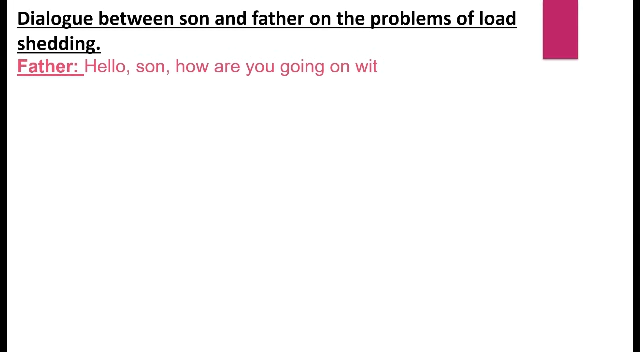 Dialogue between son and father on the problems of load
shedding.
Father: Hello, son, how are you going on wit